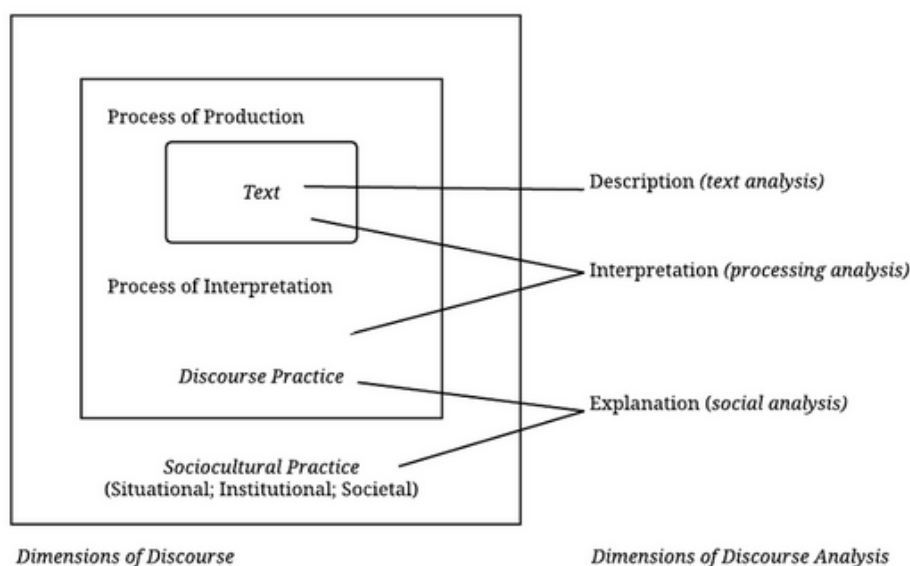 Process of Production
Text
Description (text analysis)
Interpretation (processing analysis)
Process of Interpretation
Discourse Practice
Explanation (social analysis)
Sociocultural Practice
(Situational; Institutional; Societal)
Dimensions of Discourse
Dimensions of Discourse Analysis